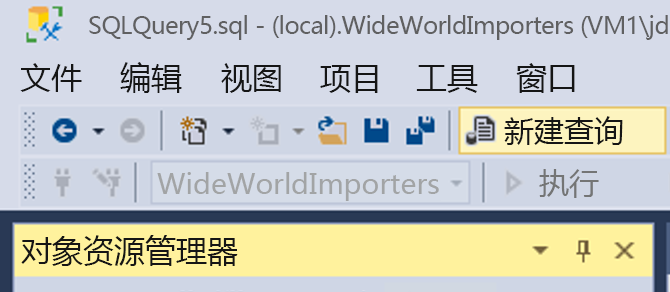 SQLQuery5.sql - (local).WideWorldImporters (VM1\jd
文件 编辑 视图 项目 工具 窗口
新建查询
WideWorldImporters 执行
对象资源管理器